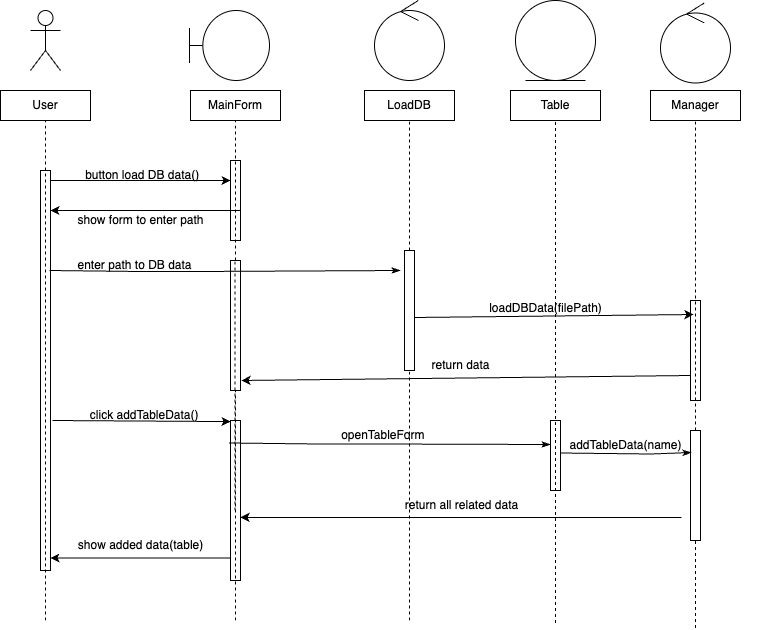 User
MainForm
LoadDB
Table
Manager
button load DB data()
show form to enter path
enter path to DB data
loadDBData(filePath)
return data
click addTableData()
openTableForm
addTableData(name)
return all related data
show added data(table)